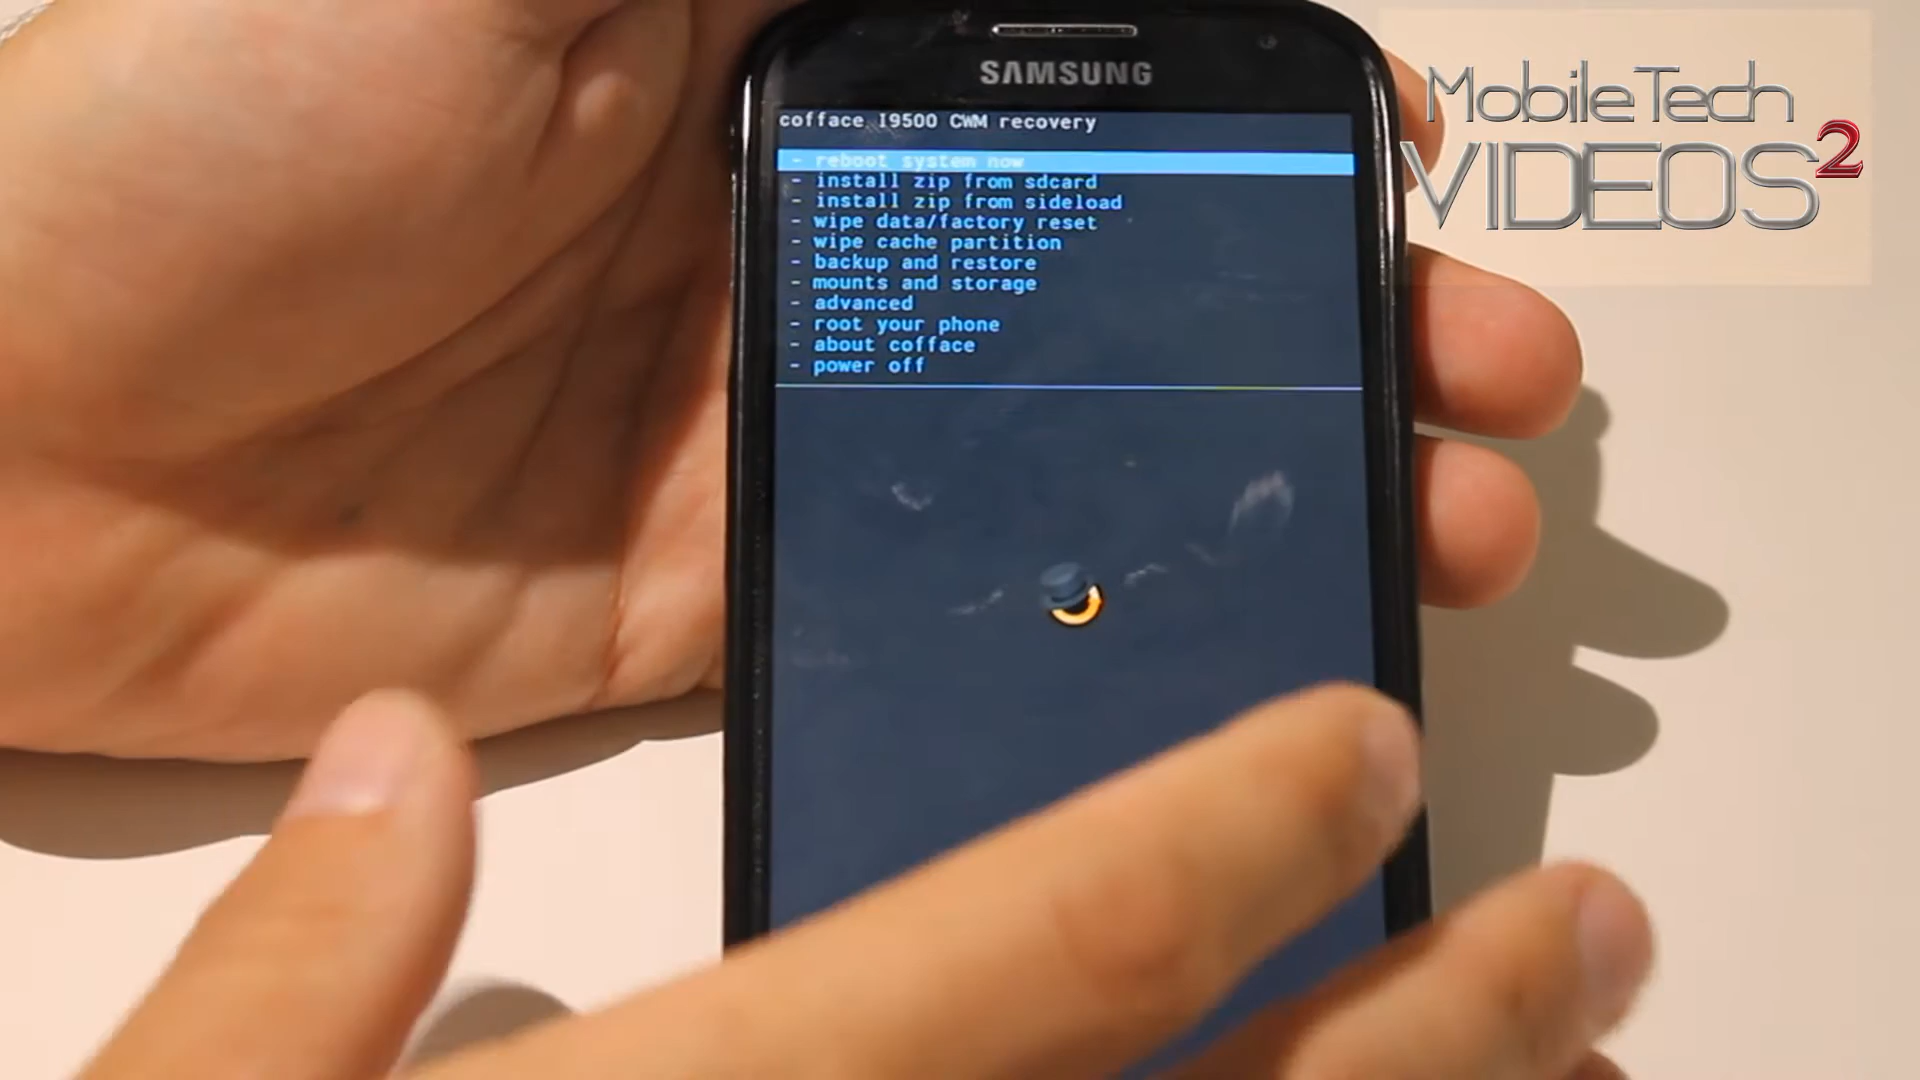 SAMSUNG
cofface I9500 CWM recovery
- reboot system now
- install zip from sdcard
- install zip from sideload
- wipe data/factory reset
- wipe cache partition
- backup and restore
- mounts and storage
- advanced
- root your phone
- about cofface
- power off
MobileTech
VIDEOS2